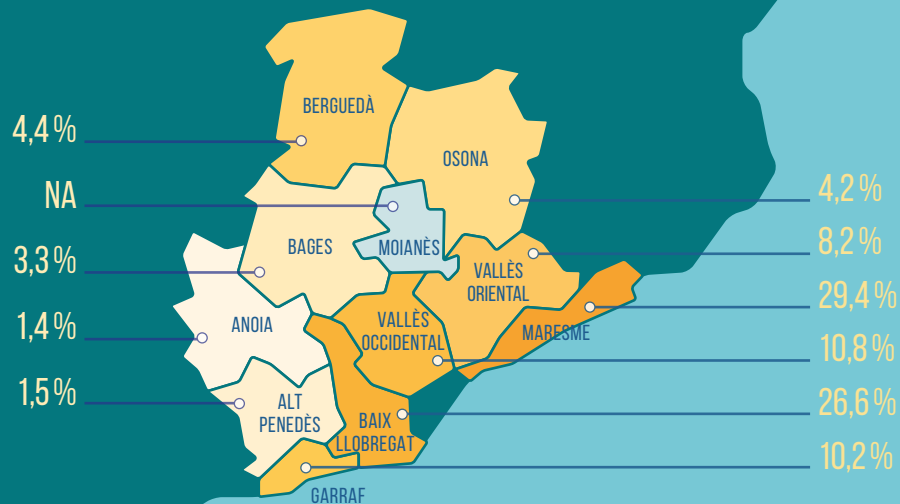 BERGUEDÀ
4,4 %
OSONA
NA
4,2 %
BAGES
MOIANÈS
8,2 %
3,3 %
VALLÈS
ORIENTAL
29,4 %
1,4 %
ANOIA
VALLÈS
OCCIDENTAL
MARESME
10,8 %
1,5 %
ALT
PENEDÈS
BAIX
LLOBREGAT
26,6 %
10,2 %
GARRAF